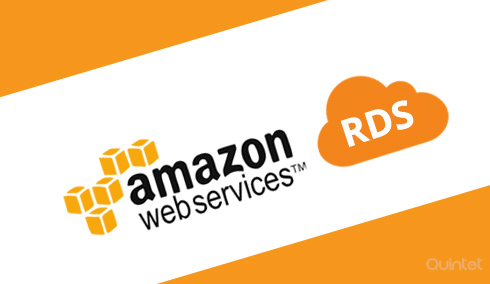 amazon
webservices™
RDS
Quintet